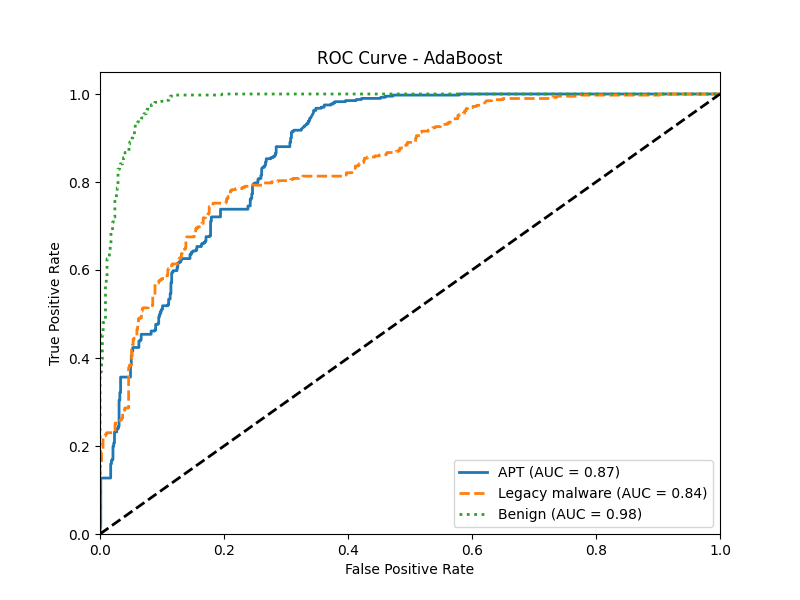 ROC Curve - AdaBoost
True Positive Rate
1.0
0.8
0.6
0.4
0.2
0.0
0.0 0.2 0.4 0.6 0.8 1.0
False Positive Rate
APT (AUC = 0.87)
Legacy malware (AUC = 0.84)
Benign (AUC = 0.98)